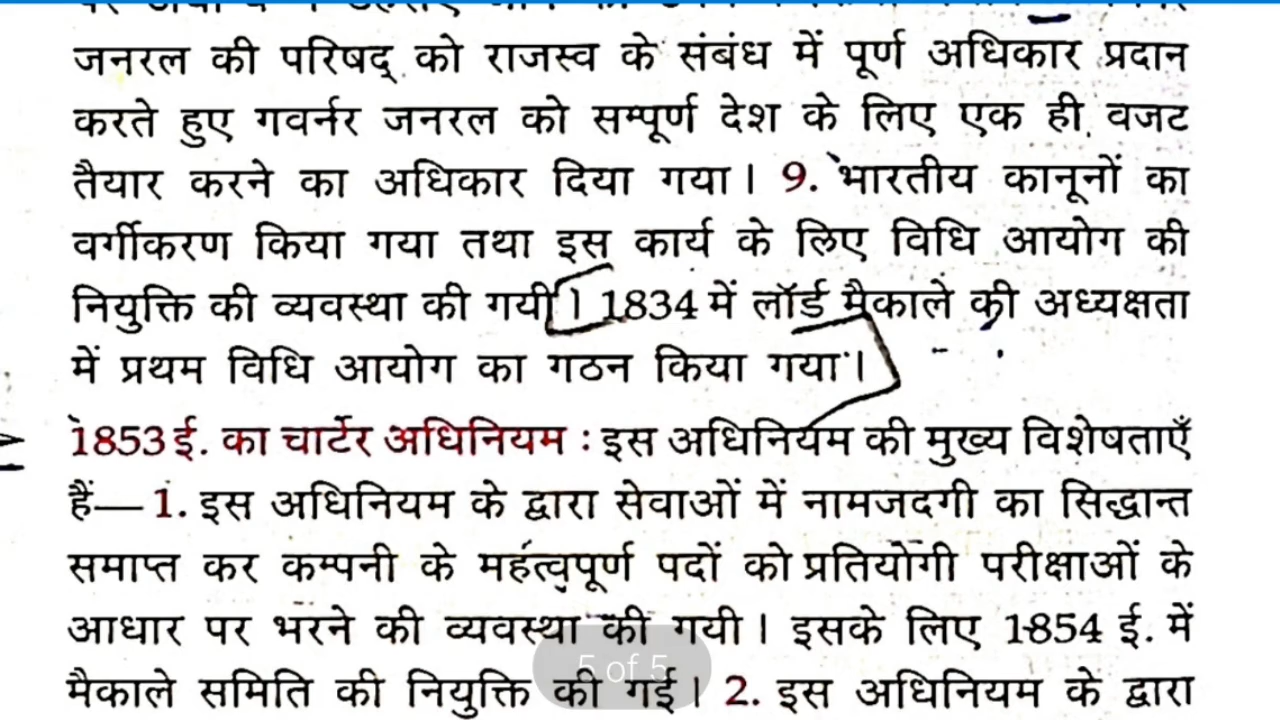 जनरल की परिषद् को राजस्व के संबंध में पूर्ण अधिकार प्रदान
करते हुए गवर्नर जनरल को सम्पूर्ण देश के लिए एक ही वजट
तैयार करने का अधिकार दिया गया। 9. भारतीय कानूनों का
वर्गीकरण किया गया तथा इस कार्य के लिए विधि आयोग की
नियुक्ति की व्यवस्था की गयी। 1834 में लॉर्ड मैकाले की अध्यक्षता
में प्रथम विधि आयोग का गठन किया गया।
1853 ई. का चार्टर अधिनियम : इस अधिनियम की मुख्य विशेषताएँ
हैं— 1. इस अधिनियम के द्वारा सेवाओं में नामजदगी का सिद्धान्त
समाप्त कर कम्पनी के महत्वपूर्ण पदों को प्रतियोगी परीक्षाओं के
आधार पर भरने की व्यवस्था की गयी। इसके लिए 1854 ई. में
मैकाले समिति की नियुक्ति की गई। 2. इस अधिनियम के द्वारा
5 of 5